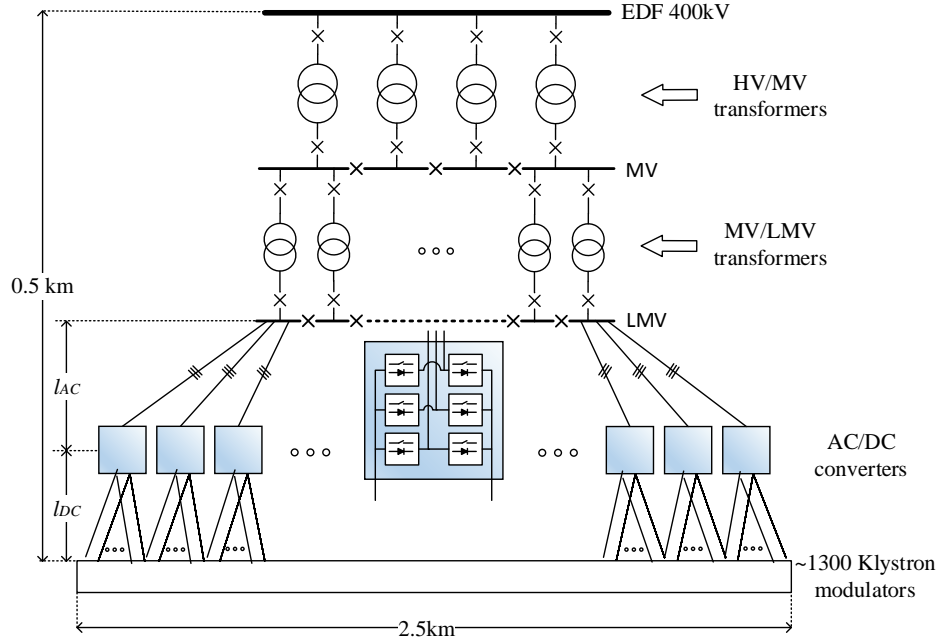 EDF 400kV
HV/MV
transformers
MV
MV/LMV
transformers
0.5 km
LMV
lAC
AC/DC
converters
lDC
~1300 Klystron
modulators
2.5km